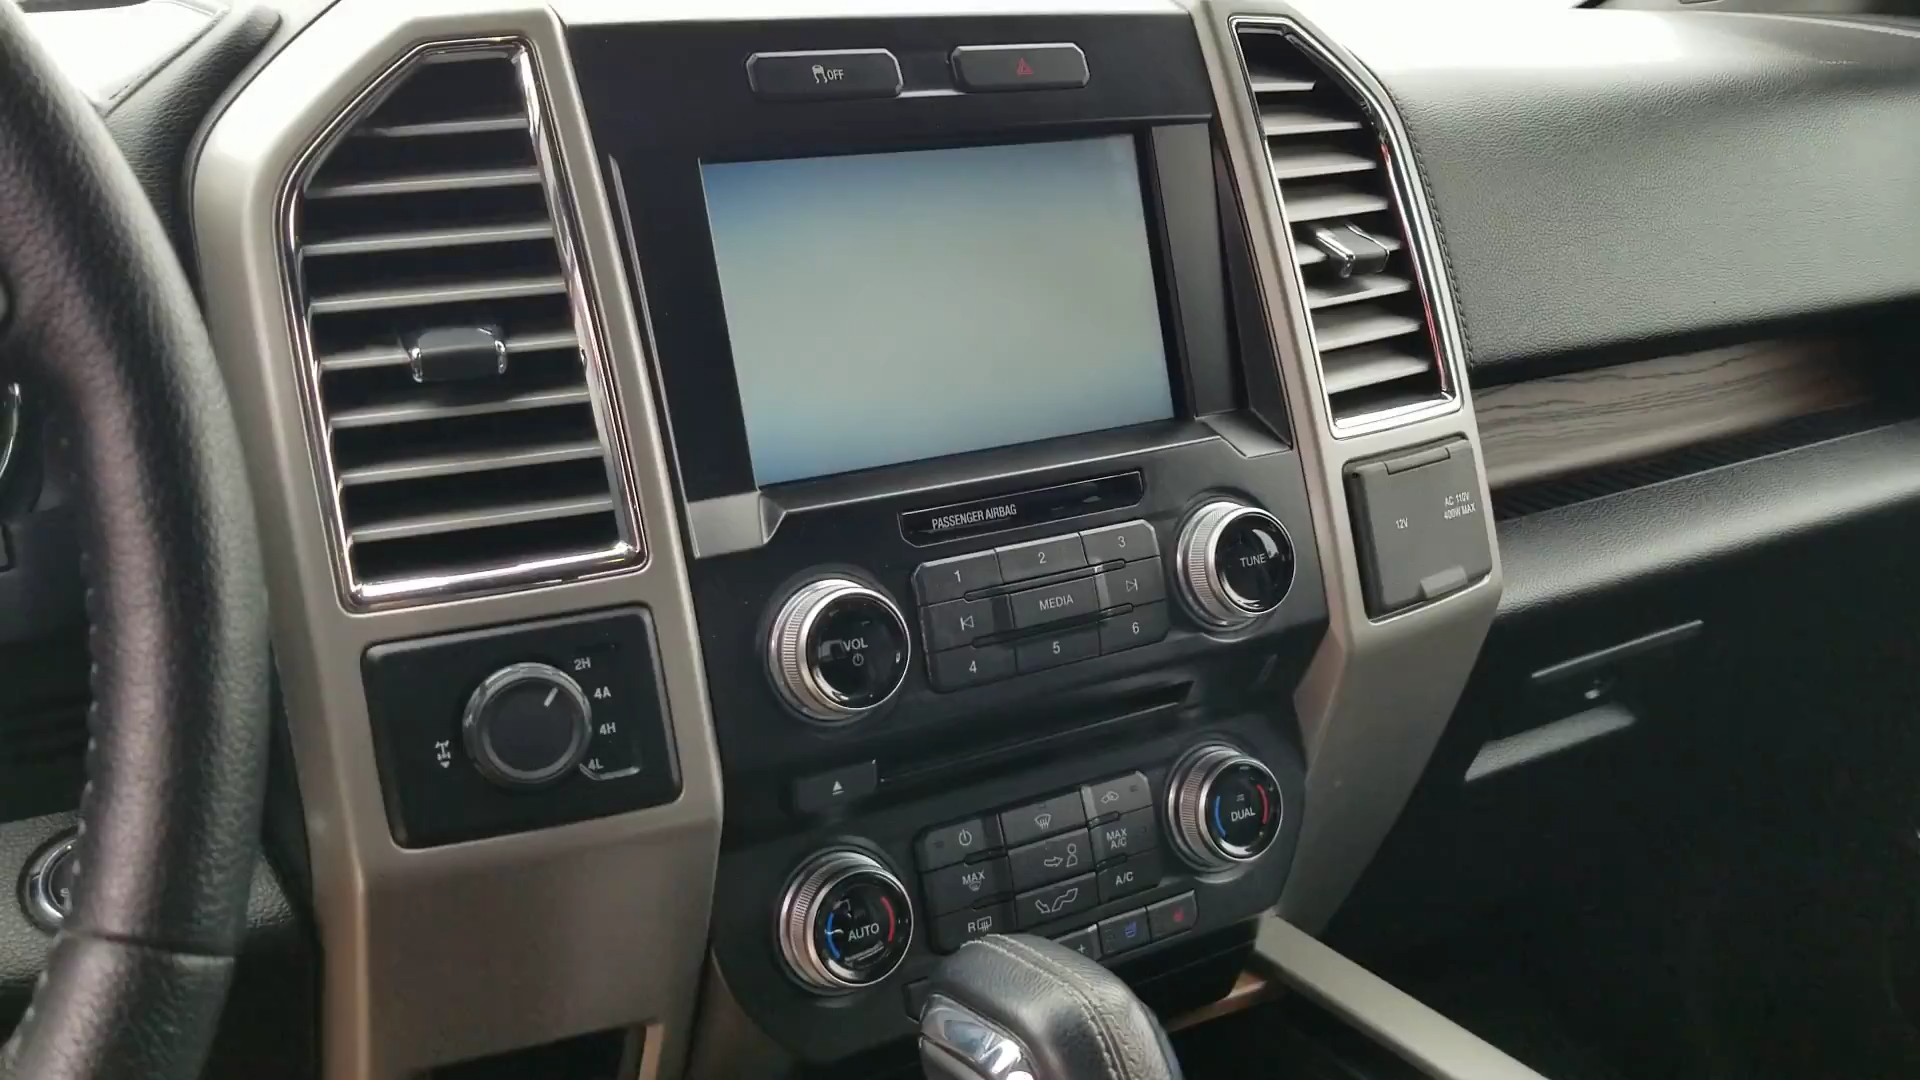 OFF
PASSENGER AIRBAG
12V
AC 110V
400W MAX
1
2
3
TUNE
VOL
MEDIA
4
5
6
2H
4A
4H
4L
DUAL
MAX
A/C
MAX
A/C
AUTO
R